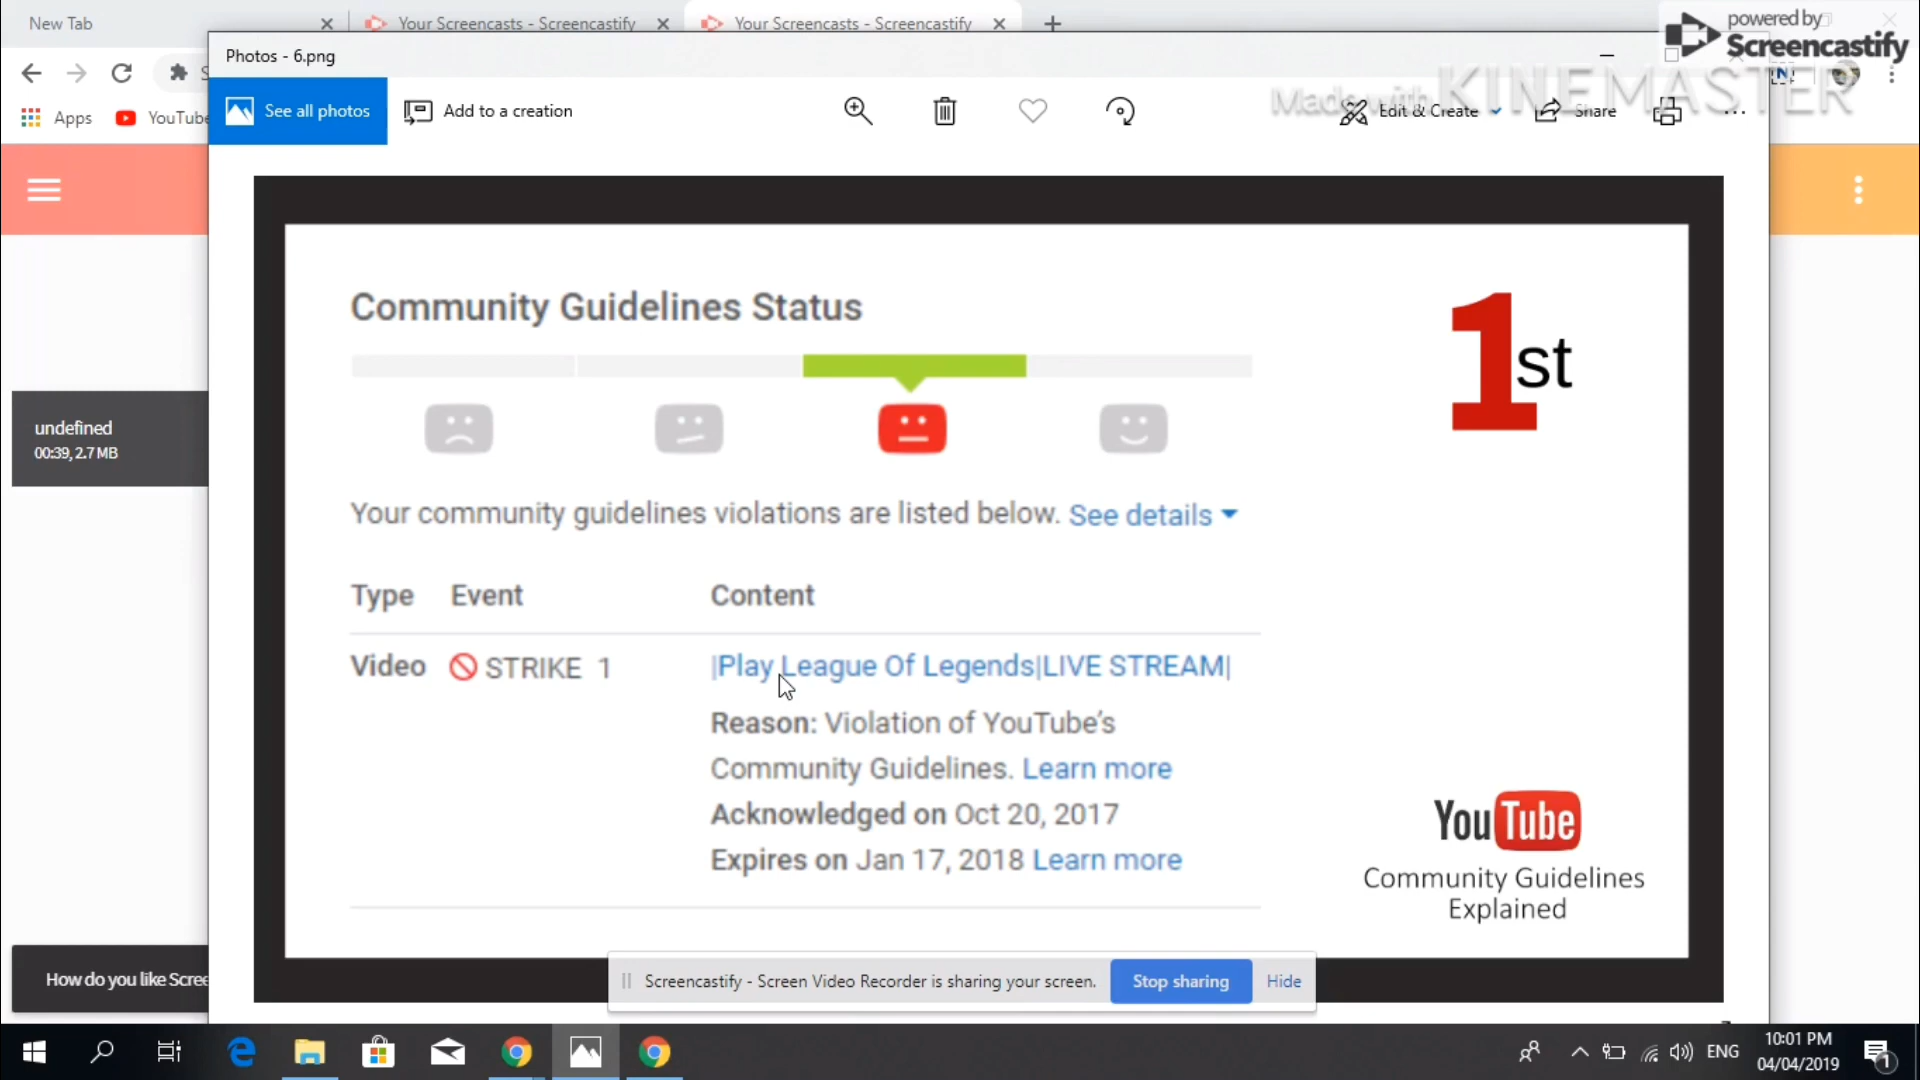 New Tab
Your Screencasts - Screencastify
Your Screencasts - Screencastify
powered by
Screencastify
Photos - 6.png
S
Made with KINEMASTER
Apps
YouTube
See all photos
Add to a creation
Edit & Create
Share
Community Guidelines Status
1st
undefined
00:39, 2.7 MB
Your community guidelines violations are listed below. See details
Type Event Content
Video STRIKE 1 |Play League Of Legends|LIVE STREAM|
Reason: Violation of YouTube's
Community Guidelines. Learn more
Acknowledged on Oct 20, 2017
Expires on Jan 17, 2018 Learn more
YouTube
Community Guidelines
Explained
How do you like Scree
Screencastify - Screen Video Recorder is sharing your screen. Stop sharing Hide
ENG
10:01 PM
04/04/2019
1